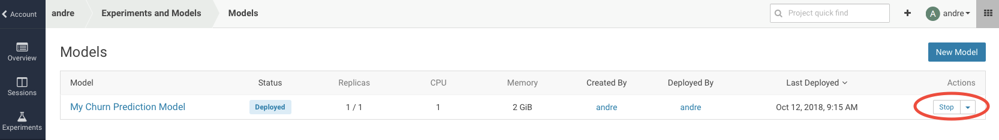 Account
andre
Experiments and Models
Models
Project quick find
A
andre
Overview
Sessions
Experiments
Models
New Model
Model Status Replicas CPU Memory Created By Deployed By Last Deployed Actions
My Churn Prediction Model Deployed 1 / 1 1 2 GiB andre andre Oct 12, 2018, 9:15 AM Stop